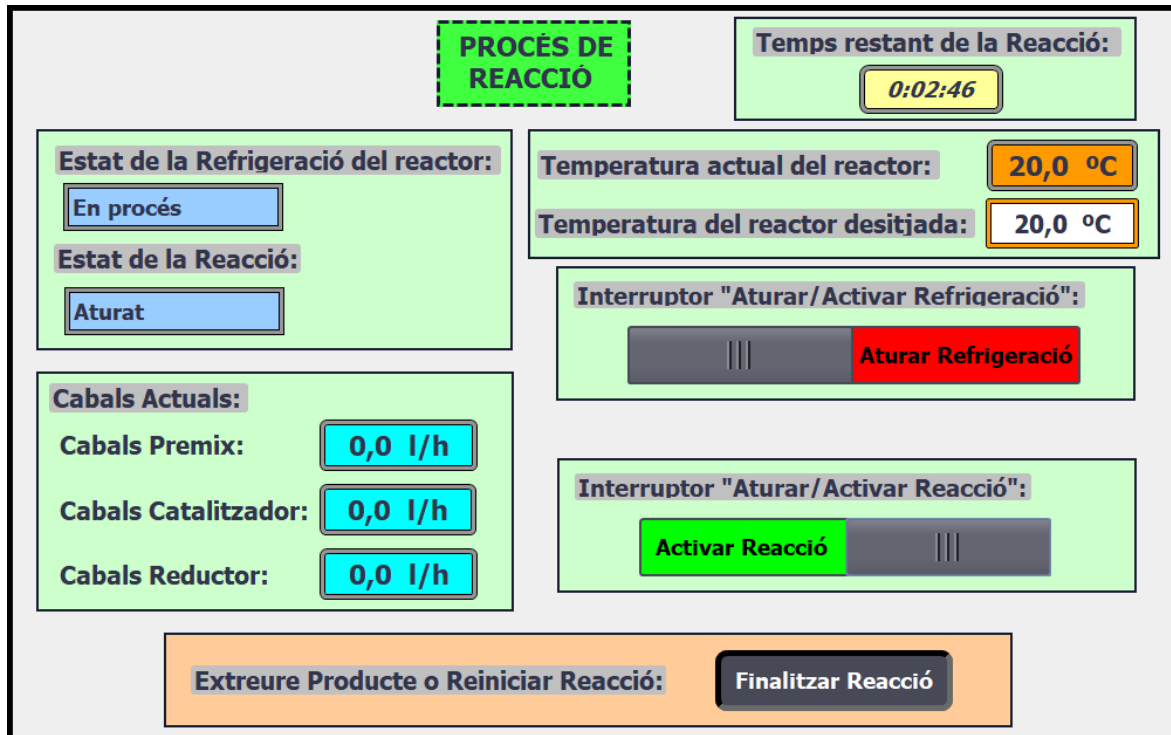 PROCÉS DE
REACCIÓ
Temps restant de la Reacció:
0:02:46
Estat de la Refrigeració del reactor:
En procés
Estat de la Reacció:
Aturat
Temperatura actual del reactor: 20,0 ºC
Temperatura del reactor desitjada: 20,0 ºC
Interruptor "Aturar/Activar Refrigeració":
Aturar Refrigeració
Cabals Actuals:
Cabals Premix: 0,0 l/h
Cabals Catalitzador: 0,0 l/h
Cabals Reductor: 0,0 l/h
Interruptor "Aturar/Activar Reacció":
Activar Reacció
Extreure Producte o Reiniciar Reacció: Finalitzar Reacció